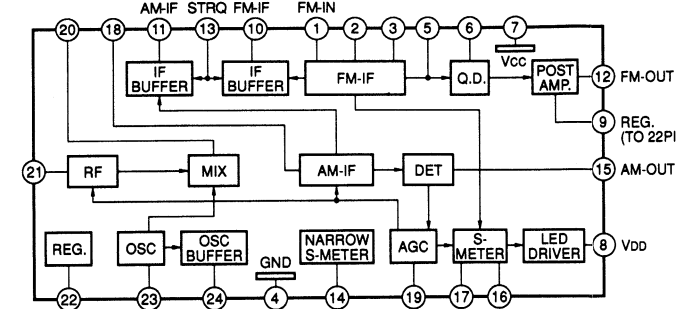 AM-IF STRQ FM-IF FM-IN
20 18 11 13 10 1 2 3 5 6 7
VCC
IF BUFFER
IF BUFFER
FM-IF
Q.D.
POST AMP.
12 FM-OUT
9 REG.
(TO 22PI
21
RF
MIX
AM-IF
DET
15 AM-OUT
REG.
OSC
OSC BUFFER
GND
NARROW S-METER
AGC
S-METER
LED DRIVER
8 VDD
22 23 24 4 14 19 17 16